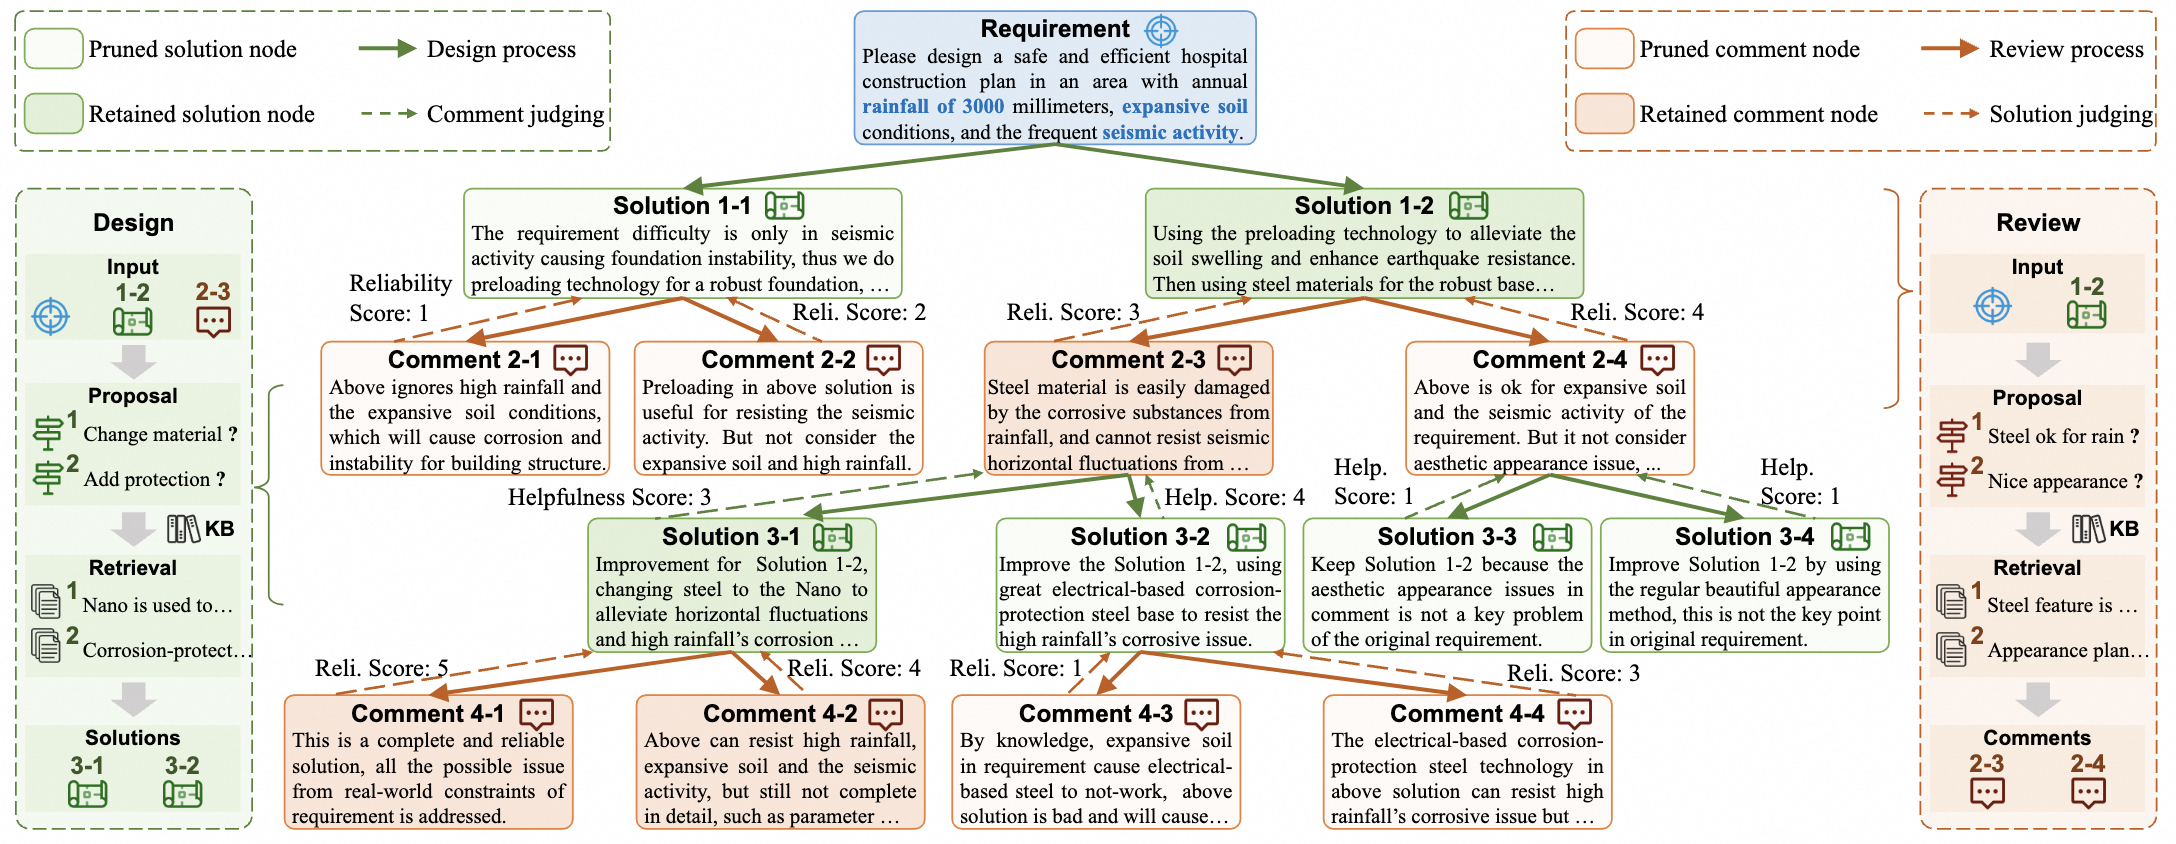 Pruned solution node
Design process
Retained solution node
Comment judging
Requirement
Please design a safe and efficient hospital
construction plan in an area with annual
rainfall of 3000 millimeters, expansive soil
conditions, and the frequent seismic activity.
Pruned comment node
Review process
Retained comment node
Solution judging
Design
Input
1-2
2-3
Proposal
1 Change material ?
2 Add protection ?
KB
Retrieval
1 Nano is used to…
2 Corrosion-protect…
Solutions
3-1
3-2
Solution 1-1
The requirement difficulty is only in seismic
activity causing foundation instability, thus we do
preloading technology for a robust foundation, …
Solution 1-2
Using the preloading technology to alleviate the
soil swelling and enhance earthquake resistance.
Then using steel materials for the robust base…
Reliability
Score: 1
Reli. Score: 2
Reli. Score: 3
Reli. Score: 4
Comment 2-1
Above ignores high rainfall and
the expansive soil conditions,
which will cause corrosion and
instability for building structure.
Comment 2-2
Preloading in above solution is
useful for resisting the seismic
activity. But not consider the
expansive soil and high rainfall.
Comment 2-3
Steel material is easily damaged
by the corrosive substances from
rainfall, and cannot resist seismic
horizontal fluctuations from …
Comment 2-4
Above is ok for expansive soil
and the seismic activity of the
requirement. But it not consider
aesthetic appearance issue, ...
Helpfulness Score: 3
Help. Score: 4
Help.
Score: 1
Help.
Score: 1
Solution 3-1
Improvement for Solution 1-2,
changing steel to the Nano to
alleviate horizontal fluctuations
and high rainfall's corrosion …
Solution 3-2
Improve the Solution 1-2, using
great electrical-based corrosion-
protection steel base to resist the
high rainfall's corrosive issue.
Solution 3-3
Keep Solution 1-2 because the
aesthetic appearance issues in
comment is not a key problem
of the original requirement.
Solution 3-4
Improve Solution 1-2 by using
the regular beautiful appearance
method, this is not the key point
in original requirement.
Reli. Score: 5
Reli. Score: 4
Reli. Score: 1
Reli. Score: 3
Comment 4-1
This is a complete and reliable
solution, all the possible issue
from real-world constraints of
requirement is addressed.
Comment 4-2
Above can resist high rainfall,
expansive soil and the seismic
activity, but still not complete
in detail, such as parameter …
Comment 4-3
By knowledge, expansive soil
in requirement cause electrical-
based steel to not-work, above
solution is bad and will cause…
Comment 4-4
The electrical-based corrosion-
protection steel technology in
above solution can resist high
rainfall's corrosive issue but …
Review
Input
1-2
Proposal
1 Steel ok for rain ?
2 Nice appearance ?
KB
Retrieval
1 Steel feature is …
2 Appearance plan…
Comments
2-3
2-4